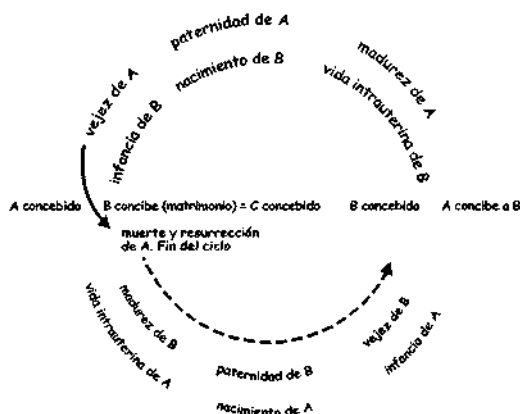 paternidad de A
nacimiento de B
madurez de A
vida intrauterina de B
vejez de A
infancia de B
A concebido B concibe (matrimonio) = C concebido B concebido A concibe a B
muerte y resurrección
de A. Fin del ciclo
madurez de B
vida intrauterina de A
vejez de B
infancia de A
paternidad de B
nacimiento de A